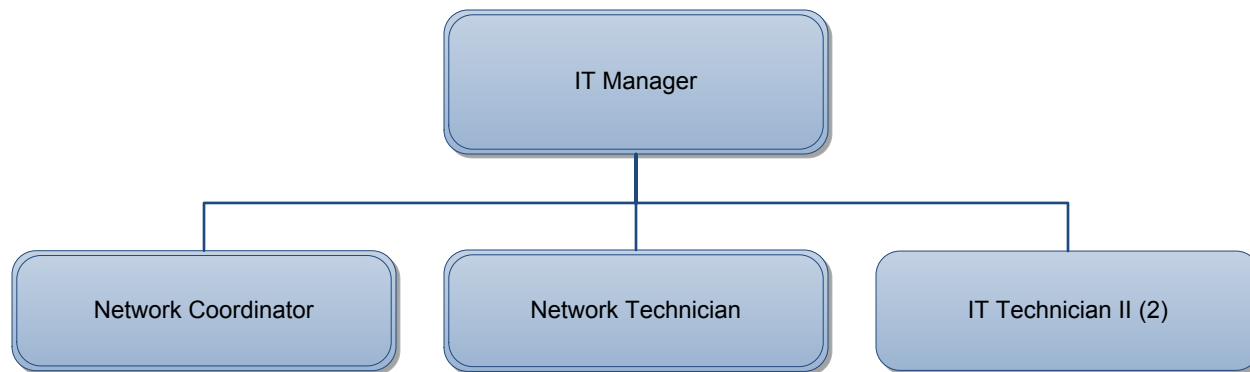 IT Manager
Network Coordinator
Network Technician
IT Technician II (2)